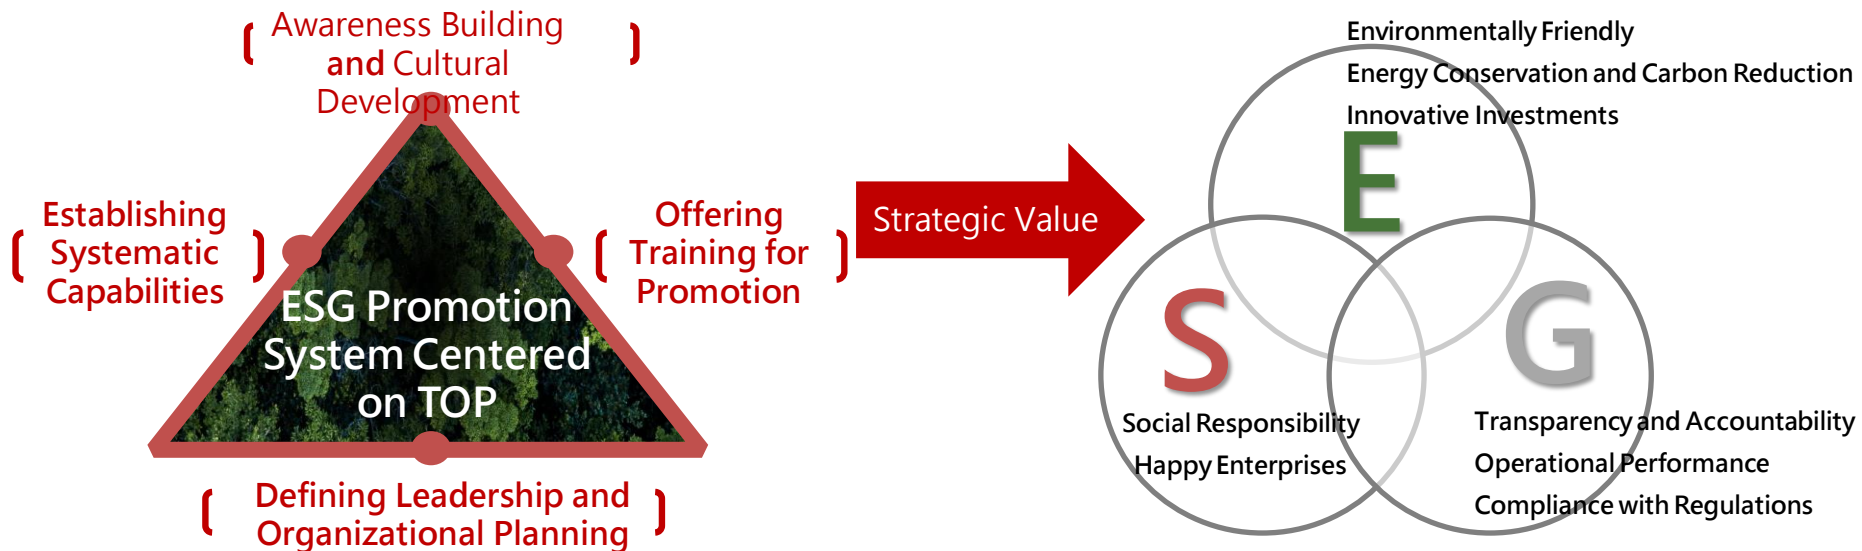 Awareness Building
and Cultural
Development
Establishing
Systematic
Capabilities
Offering
Training for
Promotion
ESG Promotion
System Centered
on TOP
Defining Leadership and
Organizational Planning
Strategic Value
Environmentally Friendly
Energy Conservation and Carbon Reduction
Innovative Investments
E
S
Social Responsibility
Happy Enterprises
G
Transparency and Accountability
Operational Performance
Compliance with Regulations